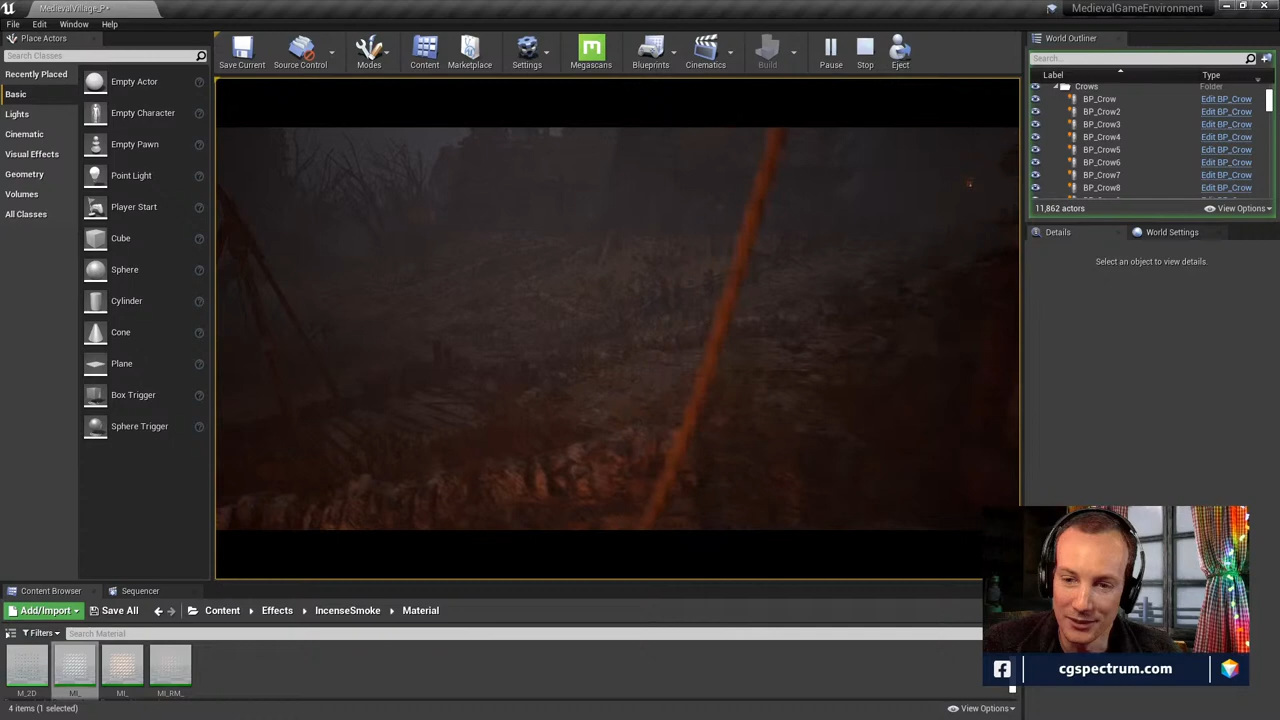 MedievalVillage_P*
MedievalGameEnvironment
File Edit Window Help
Place Actors
Search Classes
Recently Placed
Basic
Lights
Cinematic
Visual Effects
Geometry
Volumes
All Classes
Empty Actor
Empty Character
Empty Pawn
Point Light
Player Start
Cube
Sphere
Cylinder
Cone
Plane
Box Trigger
Sphere Trigger
Save Current
Source Control
Modes
Content
Marketplace
Settings
Megascans
Blueprints
Cinematics
Build
Pause
Stop
Eject
World Outliner
Search...
Label Type
Crows Folder
BP_Crow Edit BP_Crow
BP_Crow2 Edit BP_Crow
BP_Crow3 Edit BP_Crow
BP_Crow4 Edit BP_Crow
BP_Crow5 Edit BP_Crow
BP_Crow6 Edit BP_Crow
BP_Crow7 Edit BP_Crow
BP_Crow8 Edit BP_Crow
11,862 actors View Options
Details World Settings
Select an object to view details.
Content Browser Sequencer
Add/Import Save All Content Effects IncenseSmoke Material
Filters Search Material
M_2D MI_ MI_ MI_RM_
4 items (1 selected) View Options
cgspectrum.com